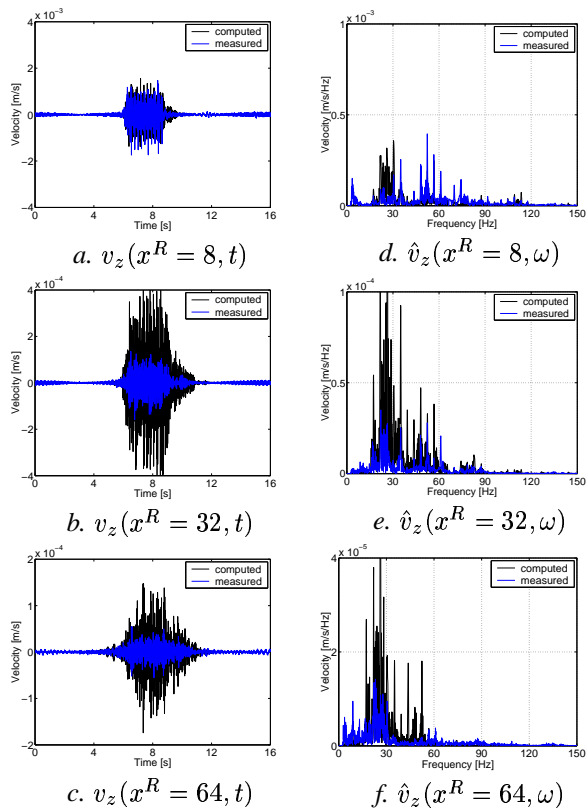 x 10⁻³
4
2
0
−2
−4
0 4 8 12 16
Time [s]
Velocity [m/s]
computed
measured
a. v_z(x^R = 8, t)
x 10⁻³
1
0.5
0
0 30 60 90 120 150
Frequency [Hz]
Velocity [m/s/Hz]
computed
measured
d. v̂_z(x^R = 8, ω)
x 10⁻⁴
4
2
0
−2
−4
0 4 8 12 16
Time [s]
Velocity [m/s]
computed
measured
b. v_z(x^R = 32, t)
x 10⁻⁴
1
0.5
0
0 30 60 90 120 150
Frequency [Hz]
Velocity [m/s/Hz]
computed
measured
e. v̂_z(x^R = 32, ω)
x 10⁻⁴
2
1
0
−1
−2
0 4 8 12 16
Time [s]
Velocity [m/s]
computed
measured
c. v_z(x^R = 64, t)
x 10⁻⁵
4
2
0
0 30 60 90 120 150
Frequency [Hz]
Velocity [m/s/Hz]
computed
measured
f. v̂_z(x^R = 64, ω)